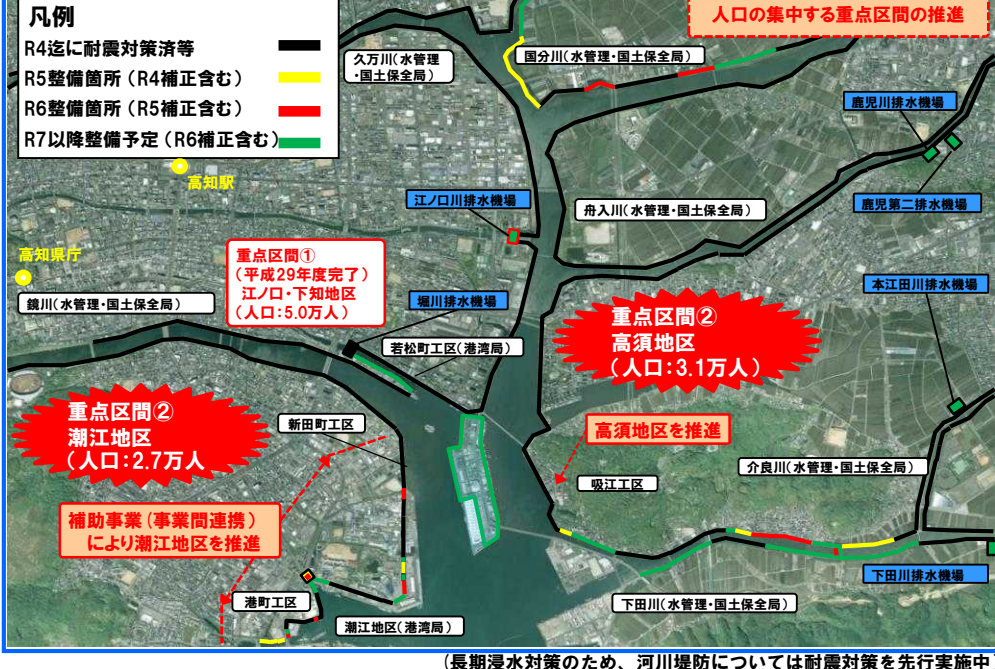 凡例
R4迄に耐震対策済等
R5整備箇所（R4補正含む）
R6整備箇所（R5補正含む）
R7以降整備予定（R6補正含む）
人口の集中する重点区間の推進
久万川（水管理
・国土保全局）
国分川（水管理・国土保全局）
鹿児川排水機場
高知駅
江ノ口川排水機場
舟入川（水管理・国土保全局）
鹿児第二排水機場
高知県庁
重点区間①
（平成29年度完了）
江ノ口・下知地区
（人口：5.0万人）
鏡川（水管理・国土保全局）
堀川排水機場
本江田川排水機場
若松町工区（港湾局）
重点区間②
高須地区
（人口：3.1万人）
重点区間②
潮江地区
（人口：2.7万人
新田町工区
高須地区を推進
介良川（水管理・国土保全局）
吸江工区
補助事業（事業間連携）
により潮江地区を推進
下田川排水機場
港町工区
下田川（水管理・国土保全局）
潮江地区（港湾局）
（長期浸水対策のため、河川堤防については耐震対策を先行実施中